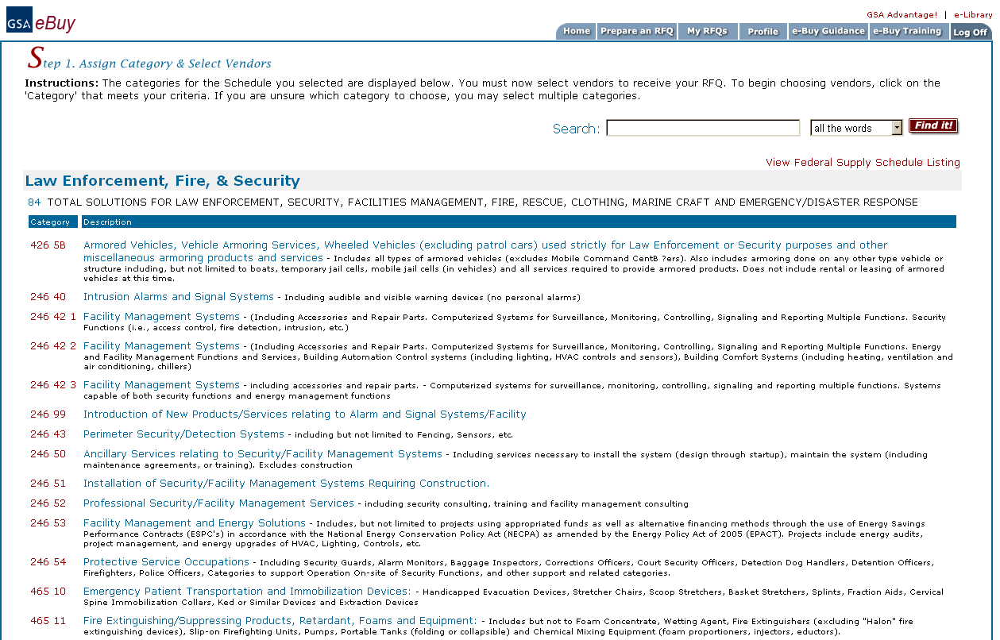 GSA eBuy
GSA Advantage! | e-Library
Home Prepare an RFQ My RFQs Profile e-Buy Guidance e-Buy Training Log Off
Step 1. Assign Category & Select Vendors
Instructions: The categories for the Schedule you selected are displayed below. You must now select vendors to receive your RFQ. To begin choosing vendors, click on the
'Category' that meets your criteria. If you are unsure which category to choose, you may select multiple categories.
Search: all the words Find it!
View Federal Supply Schedule Listing
Law Enforcement, Fire, & Security
84 TOTAL SOLUTIONS FOR LAW ENFORCEMENT, SECURITY, FACILITIES MANAGEMENT, FIRE, RESCUE, CLOTHING, MARINE CRAFT AND EMERGENCY/DISASTER RESPONSE
Category Description
426 5B Armored Vehicles, Vehicle Armoring Services, Wheeled Vehicles (excluding patrol cars) used strictly for Law Enforcement or Security purposes and other
miscellaneous armoring products and services - Includes all types of armored vehicles (excludes Mobile Command CentB ?ers). Also includes armoring done on any other type vehicle or
structure including, but not limited to boats, temporary jail cells, mobile jail cells (in vehicles) and all services required to provide armored products. Does not include rental or leasing of armored
vehicles at this time.
246 40 Intrusion Alarms and Signal Systems - Including audible and visible warning devices (no personal alarms)
246 42 1 Facility Management Systems - (Including Accessories and Repair Parts. Computerized Systems for Surveillance, Monitoring, Controlling, Signaling and Reporting Multiple Functions. Security
Functions (i.e., access control, fire detection, intrusion, etc.)
246 42 2 Facility Management Systems - (Including Accessories and Repair Parts. Computerized Systems for Surveillance, Monitoring, Controlling, Signaling and Reporting Multiple Functions. Energy
and Facility Management Functions and Services, Building Automation Control systems (including lighting, HVAC controls and sensors), Building Comfort Systems (including heating, ventilation and
air conditioning, chillers)
246 42 3 Facility Management Systems - including accessories and repair parts. - Computerized systems for surveillance, monitoring, controlling, signaling and reporting multiple functions. Systems
capable of both security functions and energy management functions
246 99 Introduction of New Products/Services relating to Alarm and Signal Systems/Facility
246 43 Perimeter Security/Detection Systems - including but not limited to Fencing, Sensors, etc.
246 50 Ancillary Services relating to Security/Facility Management Systems - Including services necessary to install the system (design through startup), maintain the system (including
maintenance agreements, or training). Excludes construction
246 51 Installation of Security/Facility Management Systems Requiring Construction.
246 52 Professional Security/Facility Management Services - including security consulting, training and facility management consulting
246 53 Facility Management and Energy Solutions - Includes, but not limited to projects using appropriated funds as well as alternative financing methods through the use of Energy Savings
Performance Contracts (ESPC's) in accordance with the National Energy Conservation Policy Act (NECPA) as amended by the Energy Policy Act of 2005 (EPACT). Projects include energy audits,
project management, and energy upgrades of HVAC, Lighting, Controls, etc.
246 54 Protective Service Occupations - Including Security Guards, Alarm Monitors, Baggage Inspectors, Corrections Officers, Court Security Officers, Detection Dog Handlers, Detention Officers,
Firefighters, Police Officers, Categories to support Operation On-site of Security Functions, and other support and related categories.
465 10 Emergency Patient Transportation and Immobilization Devices: - Handicapped Evacuation Devices, Stretcher Chairs, Scoop Stretchers, Basket Stretchers, Splints, Fraction Aids, Cervical
Spine Immobilization Collars, Ked or Similar Devices and Extraction Devices
465 11 Fire Extinguishing/Suppressing Products, Retardant, Foams and Equipment: - Includes but not to Foam Concentrate, Wetting Agent, Fire Extinguishers (excluding "Halon" fire
extinguishing devices), Slip-on Firefighting Units, Pumps, Portable Tanks (folding or collapsible) and Chemical Mixing Equipment (foam proportioners, injectors, eductors).